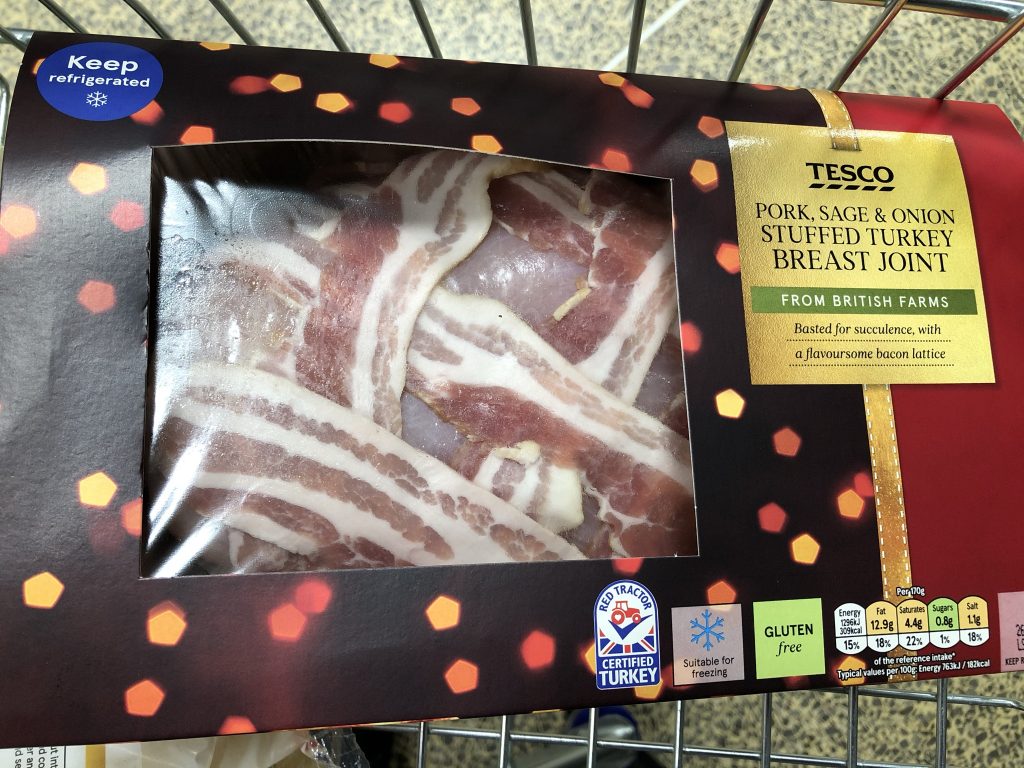 Keep
refrigerated
TESCO
PORK, SAGE & ONION
STUFFED TURKEY
BREAST JOINT
FROM BRITISH FARMS
Basted for succulence, with
a flavoursome bacon lattice
RED TRACTOR
CERTIFIED
TURKEY
Suitable for
freezing
GLUTEN
free
Per 170g
Energy
1296kJ
309kcal
15%
Fat
12.9g
18%
Saturates
4.4g
22%
Sugars
0.8g
1%
Salt
1.1g
18%
of the reference intake*
Typical values per 100g: Energy 763kJ / 182kcal
KEEP